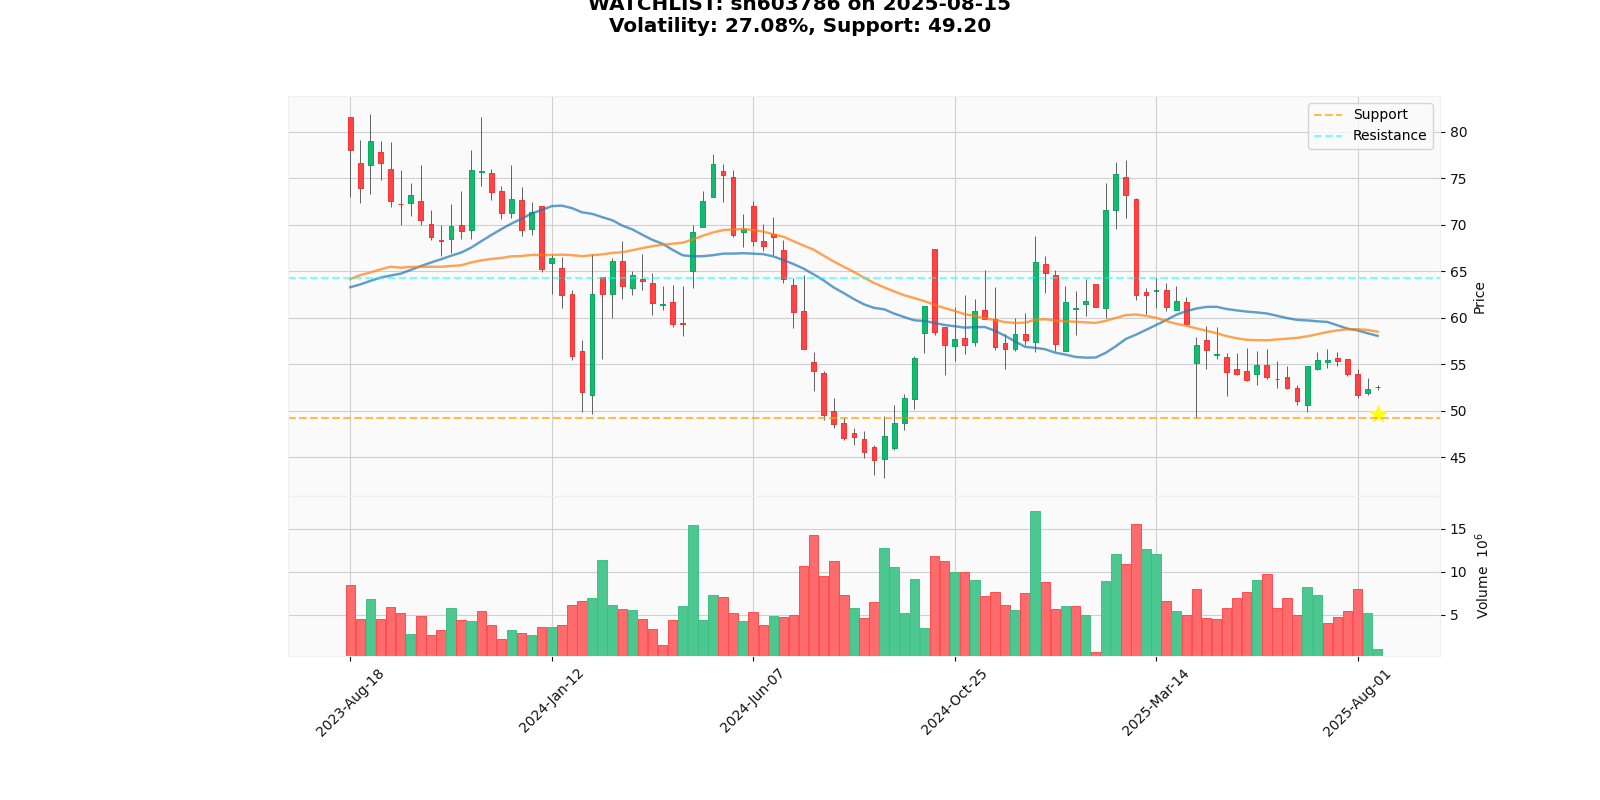 WATCHLIST: sh603786 on 2025-08-15
Volatility: 27.08%, Support: 49.20
Support
Resistance
80
75
70
65
60
55
50
45
Price
15
10
5
Volume 10⁶
2023-Aug-18
2024-Jan-12
2024-Jun-07
2024-Oct-25
2025-Mar-14
2025-Aug-01